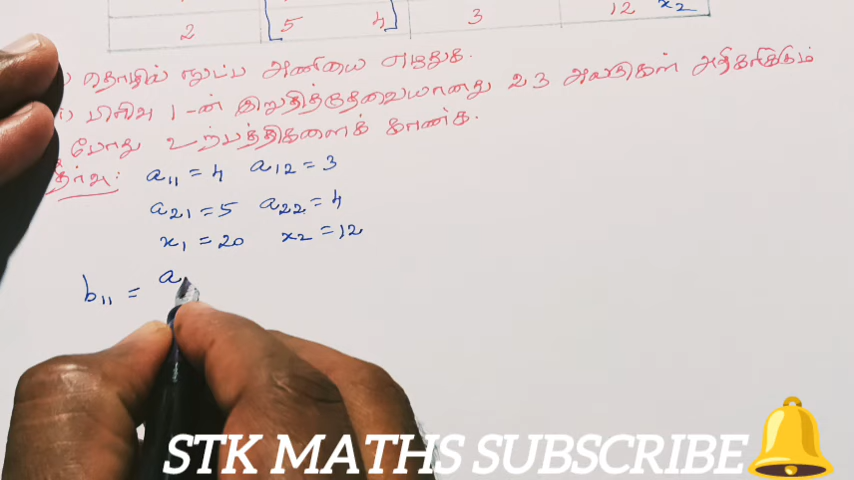 2 5 4 3 12 x2
தொழில் நுட்ப அணியை எழுதுக.
பிரிவு 1-ன் இறுதித்தேவையானது 23 அலகுகள் அதிகரிக்கும்
போது உற்பத்திகளைக் காண்க.
தீர்வு: a11 = 4 a12 = 3
a21 = 5 a22 = 4
x1 = 20 x2 = 12
b11 = a1
STK MATHS SUBSCRIBE